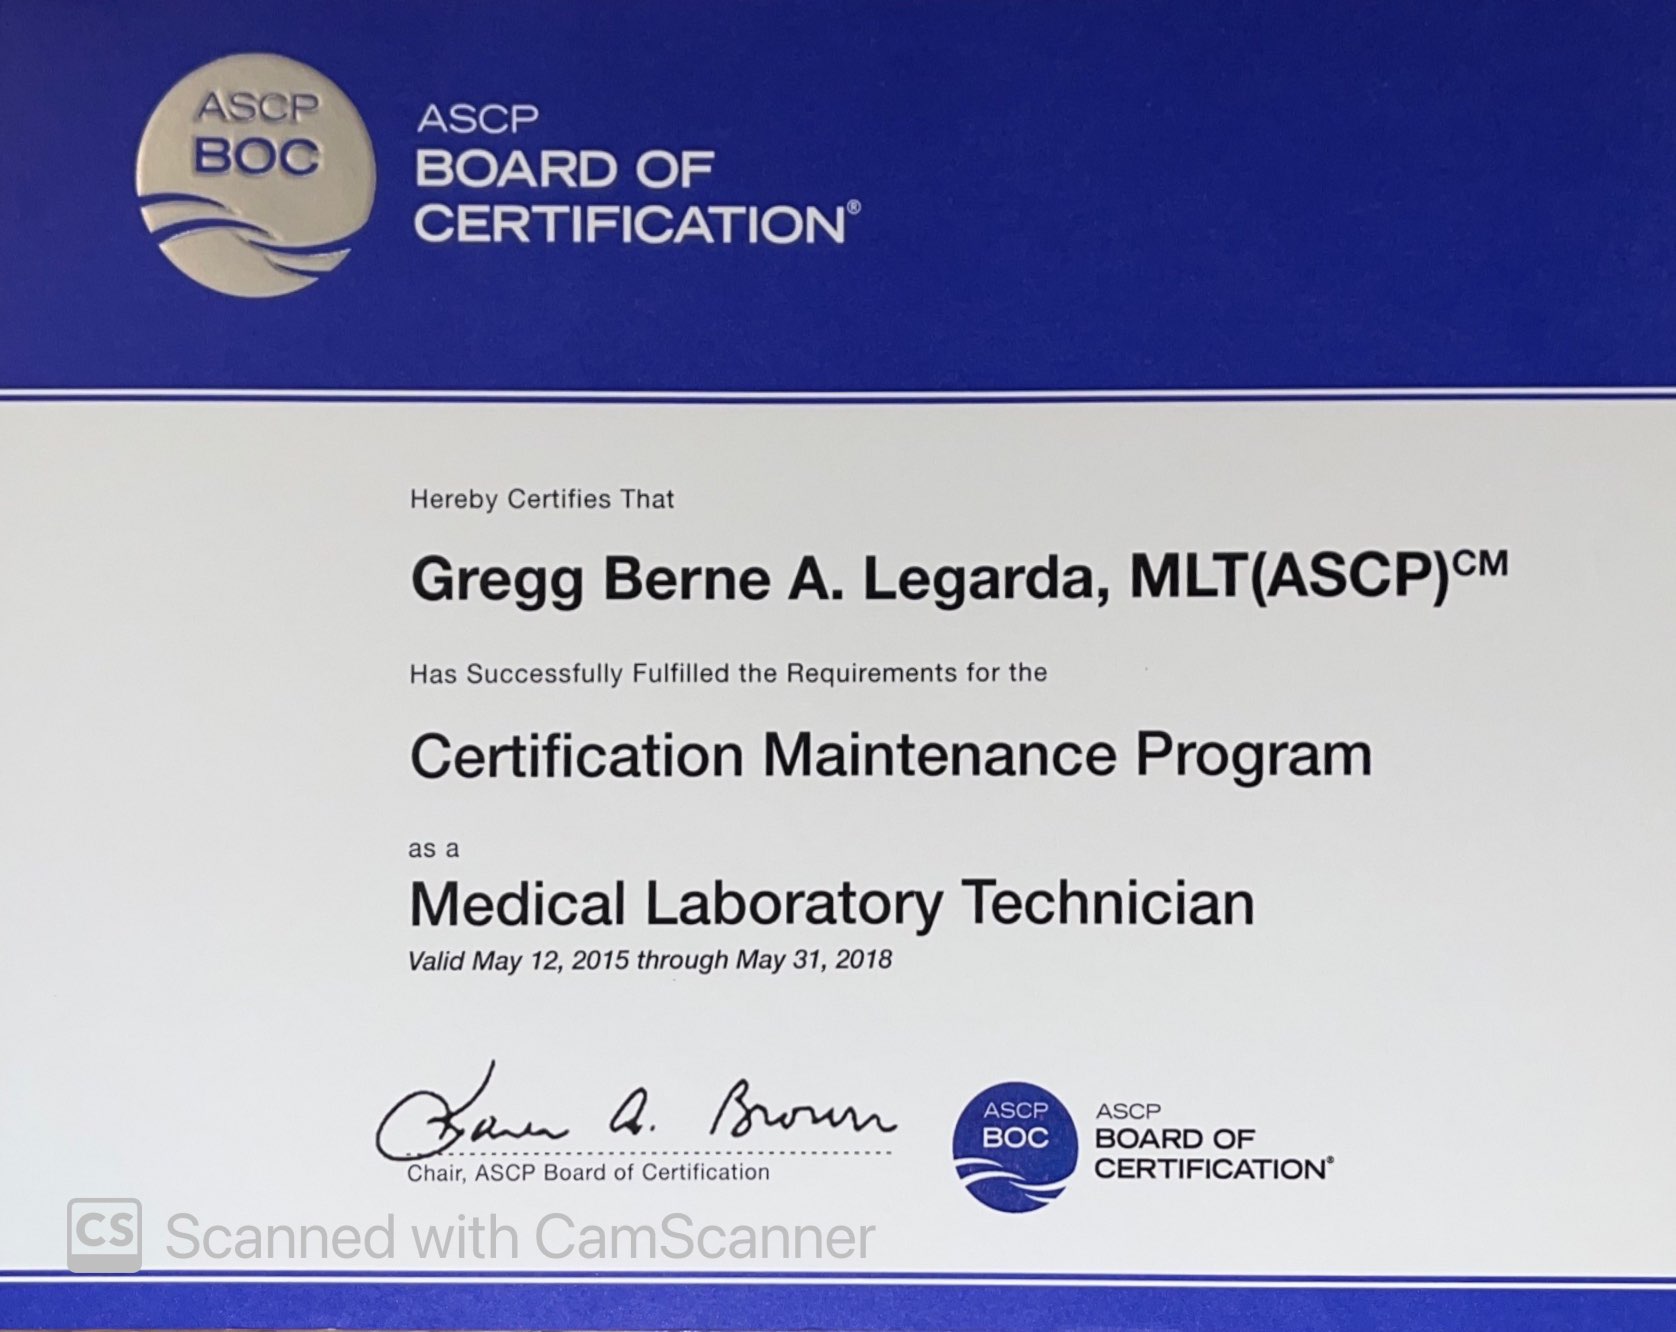 ASCP
BOC
ASCP
BOARD OF
CERTIFICATION®
Hereby Certifies That
Gregg Berne A. Legarda, MLT(ASCP)CM
Has Successfully Fulfilled the Requirements for the
Certification Maintenance Program
as a
Medical Laboratory Technician
Valid May 12, 2015 through May 31, 2018
Karen A. Brown
Chair, ASCP Board of Certification
ASCP
BOC
ASCP
BOARD OF
CERTIFICATION®
CS Scanned with CamScanner